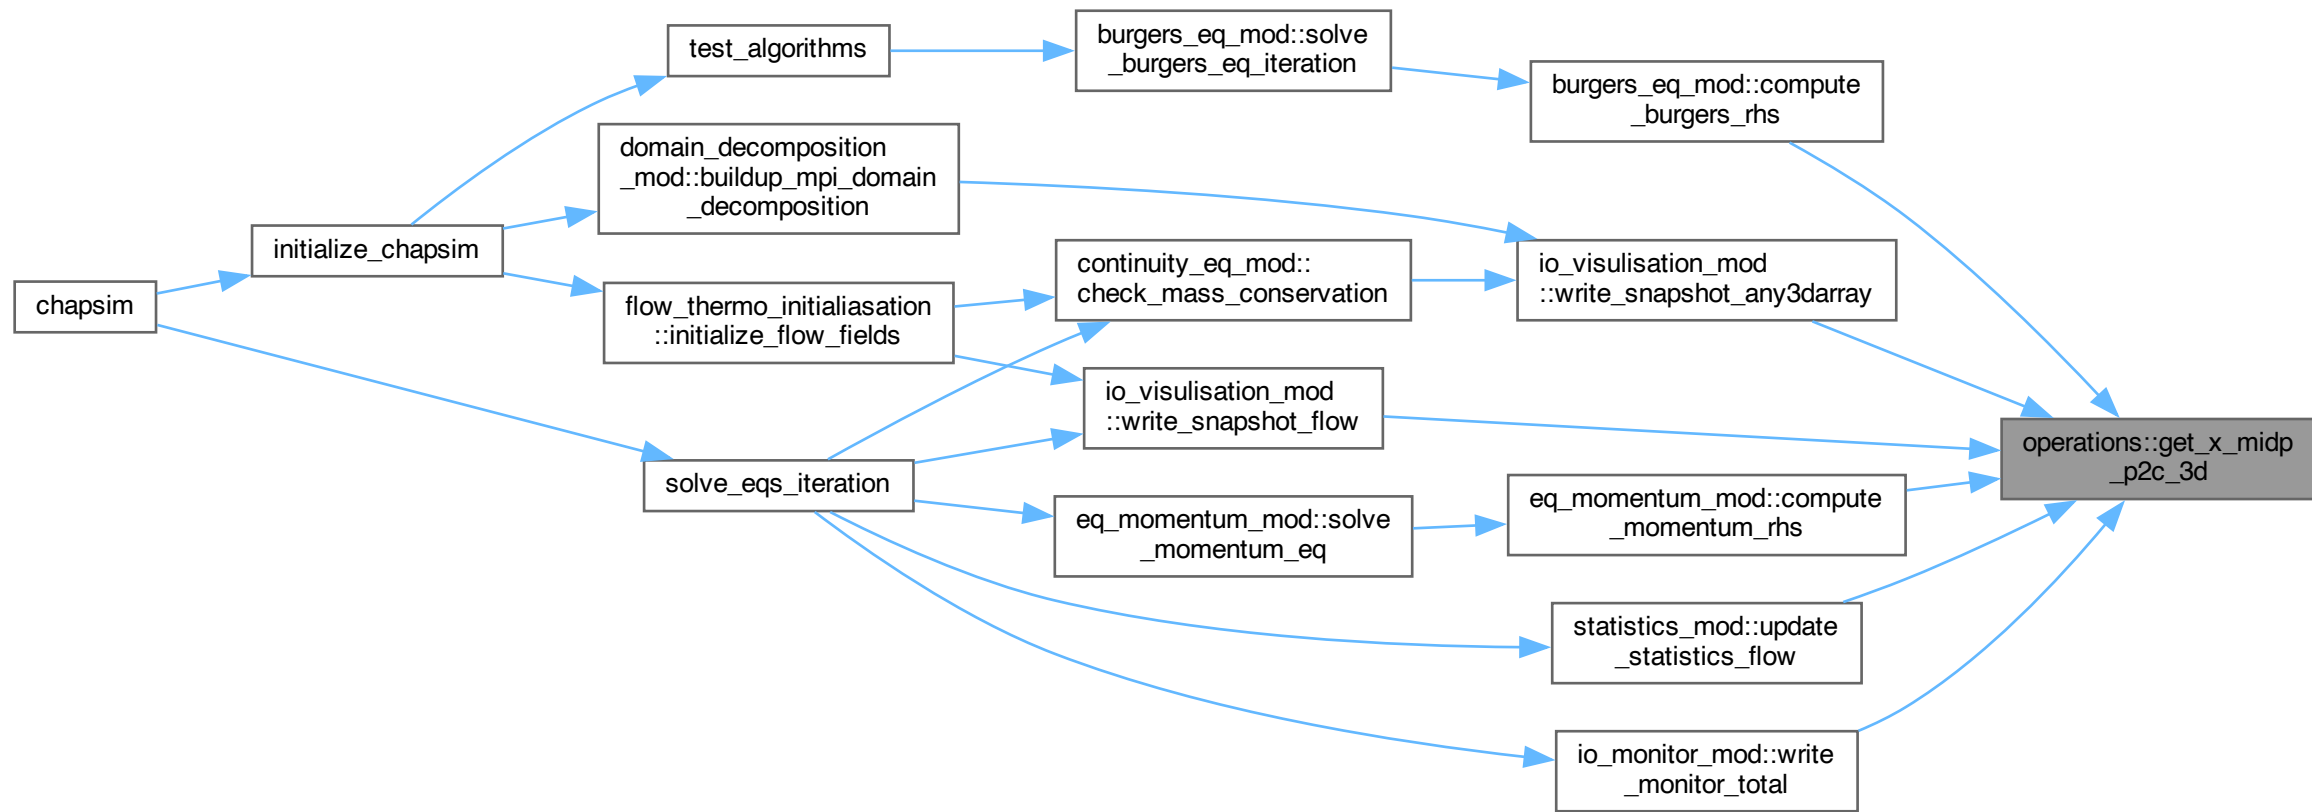 test_algorithms
burgers_eq_mod::solve
_burgers_eq_iteration
burgers_eq_mod::compute
_burgers_rhs
domain_decomposition
_mod::buildup_mpi_domain
_decomposition
initialize_chapsim
continuity_eq_mod::
check_mass_conservation
io_visulisation_mod
::write_snapshot_any3darray
chapsim
flow_thermo_initialiasation
::initialize_flow_fields
io_visulisation_mod
::write_snapshot_flow
operations::get_x_midp
_p2c_3d
solve_eqs_iteration
eq_momentum_mod::solve
_momentum_eq
eq_momentum_mod::compute
_momentum_rhs
statistics_mod::update
_statistics_flow
io_monitor_mod::write
_monitor_total